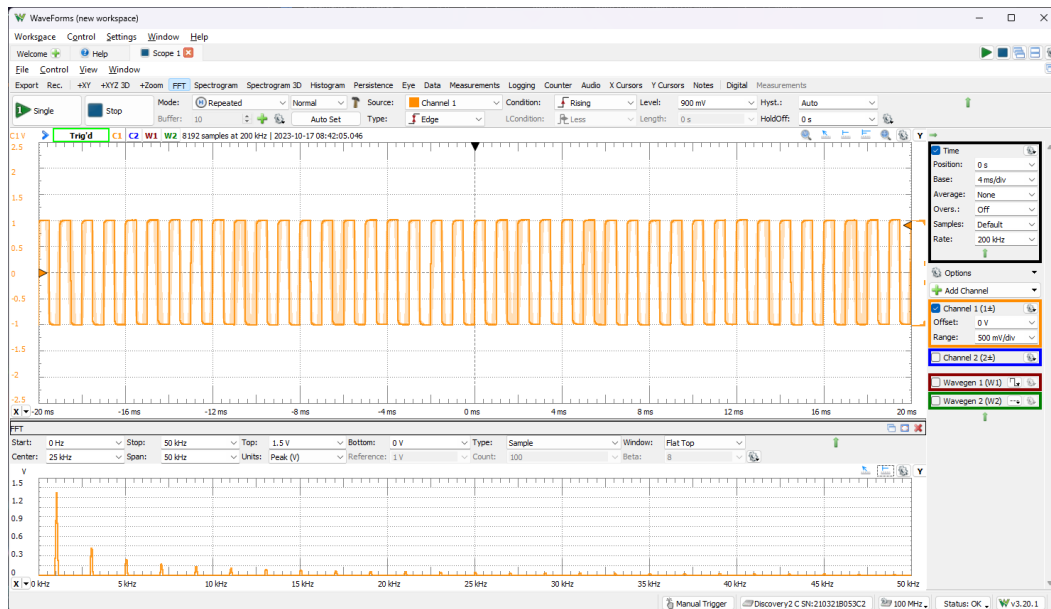 WaveForms (new workspace)
Workspace Control Settings Window Help
Welcome Help Scope 1
File Control View Window
Export Rec. +XY +XYZ 3D +Zoom FFT Spectrogram Spectrogram 3D Histogram Persistence Eye Data Measurements Logging Counter Audio X Cursors Y Cursors Notes Digital Measurements
Single Stop Mode: Repeated Normal Source: Channel 1 Condition: Rising Level: 900 mV Hyst.: Auto
Buffer: 10 Auto Set Type: Edge LCondition: Less Length: 0 s HoldOff: 0 s
C1 V Trig'd C1 C2 W1 W2 8192 samples at 200 kHz | 2023-10-17 08:42:05.046 Y
2.5
2
1.5
1
0.5
0
-0.5
-1
-1.5
-2
-2.5
X -20 ms -16 ms -12 ms -8 ms -4 ms 0 ms 4 ms 8 ms 12 ms 16 ms 20 ms
Time
Position: 0 s
Base: 4 ms/div
Average: None
Overs.: Off
Samples: Default
Rate: 200 kHz
Options
Add Channel
Channel 1 (1±)
Offset: 0 V
Range: 500 mV/div
Channel 2 (2±)
Wavegen 1 (W1)
Wavegen 2 (W2)
FFT
Start: 0 Hz Stop: 50 kHz Top: 1.5 V Bottom: 0 V Type: Sample Window: Flat Top
Center: 25 kHz Span: 50 kHz Units: Peak (V) Reference: 1 V Count: 100 Beta: 8
V Y
1.5
1.2
0.9
0.6
0.3
0
X 0 kHz 5 kHz 10 kHz 15 kHz 20 kHz 25 kHz 30 kHz 35 kHz 40 kHz 45 kHz 50 kHz
Manual Trigger Discovery2 C SN:210321B053C2 100 MHz Status: OK v3.20.1